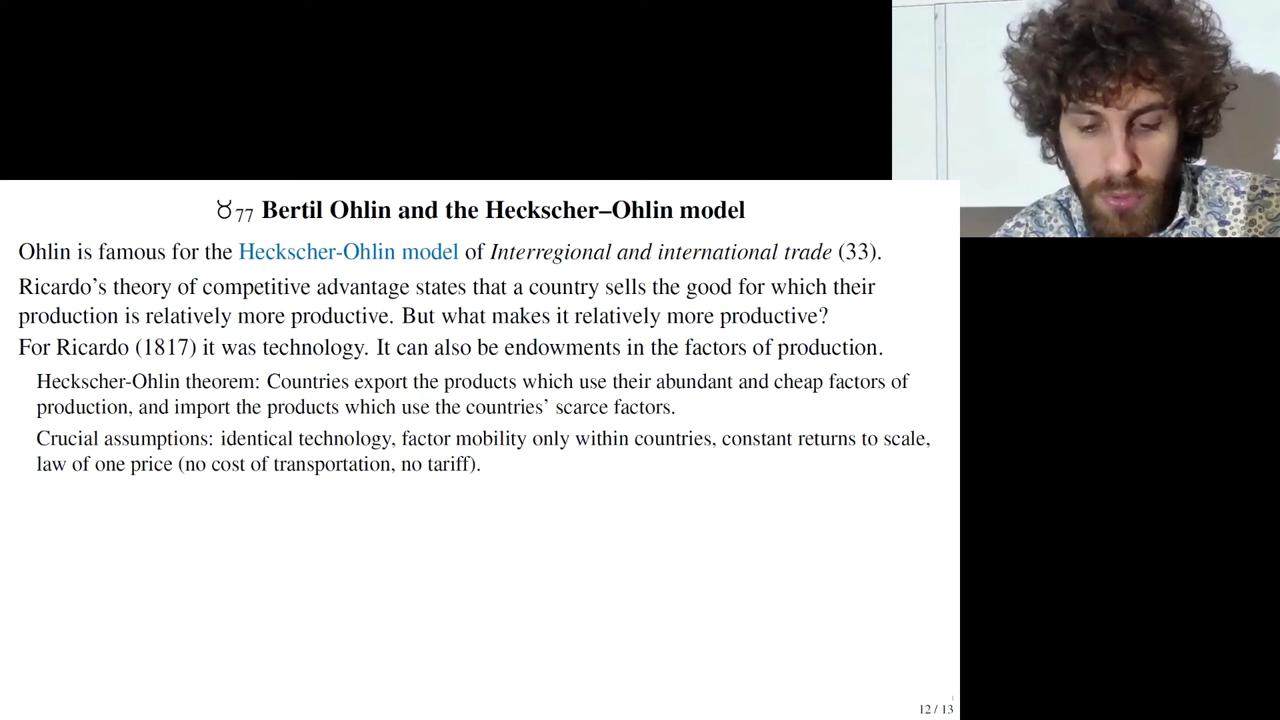 ♉77 Bertil Ohlin and the Heckscher–Ohlin model
Ohlin is famous for the Heckscher-Ohlin model of Interregional and international trade (33).
Ricardo's theory of competitive advantage states that a country sells the good for which their
production is relatively more productive. But what makes it relatively more productive?
For Ricardo (1817) it was technology. It can also be endowments in the factors of production.
Heckscher-Ohlin theorem: Countries export the products which use their abundant and cheap factors of
production, and import the products which use the countries' scarce factors.
Crucial assumptions: identical technology, factor mobility only within countries, constant returns to scale,
law of one price (no cost of transportation, no tariff).
12 / 13